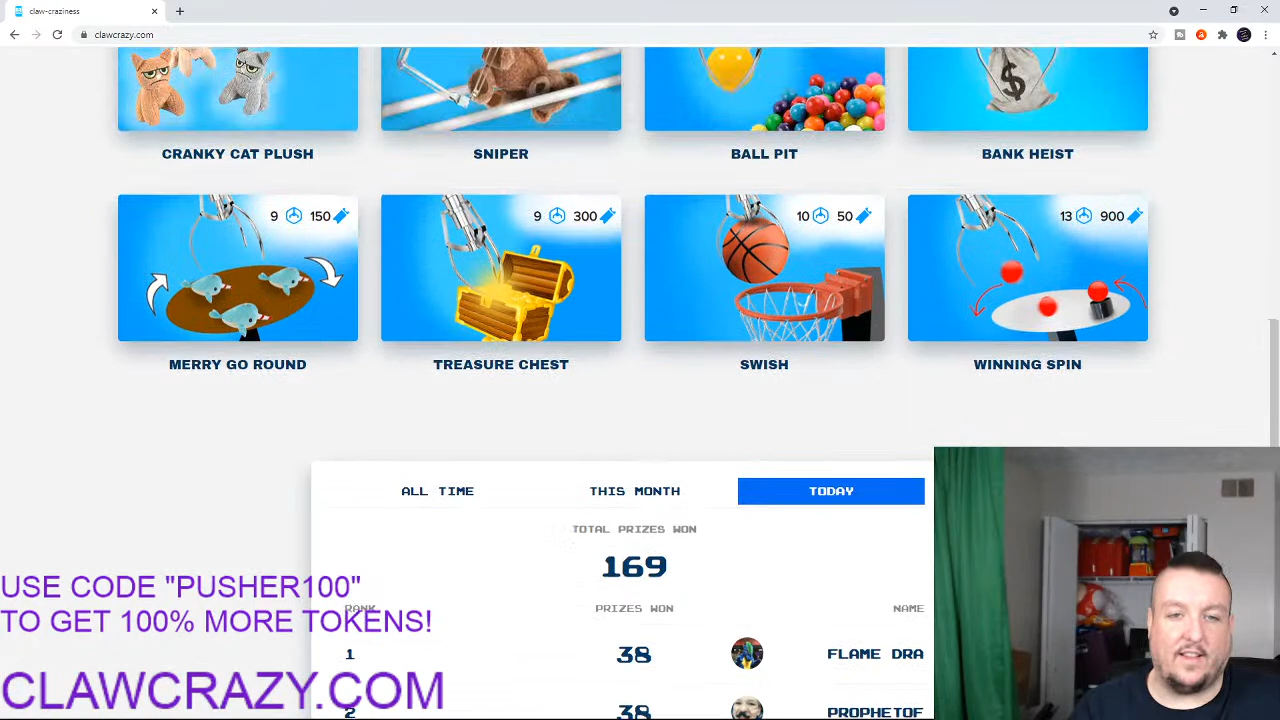 claw-craziness
clawcrazy.com
$
CRANKY CAT PLUSH
SNIPER
BALL PIT
BANK HEIST
9 150
9 300
10 50
13 900
MERRY GO ROUND
TREASURE CHEST
SWISH
WINNING SPIN
ALL TIME
THIS MONTH
TODAY
TOTAL PRIZES WON
169
RANK
PRIZES WON
NAME
1
38
FLAME DRA
2
38
PROPHETOF
USE CODE "PUSHER100"
TO GET 100% MORE TOKENS!
CLAWCRAZY.COM